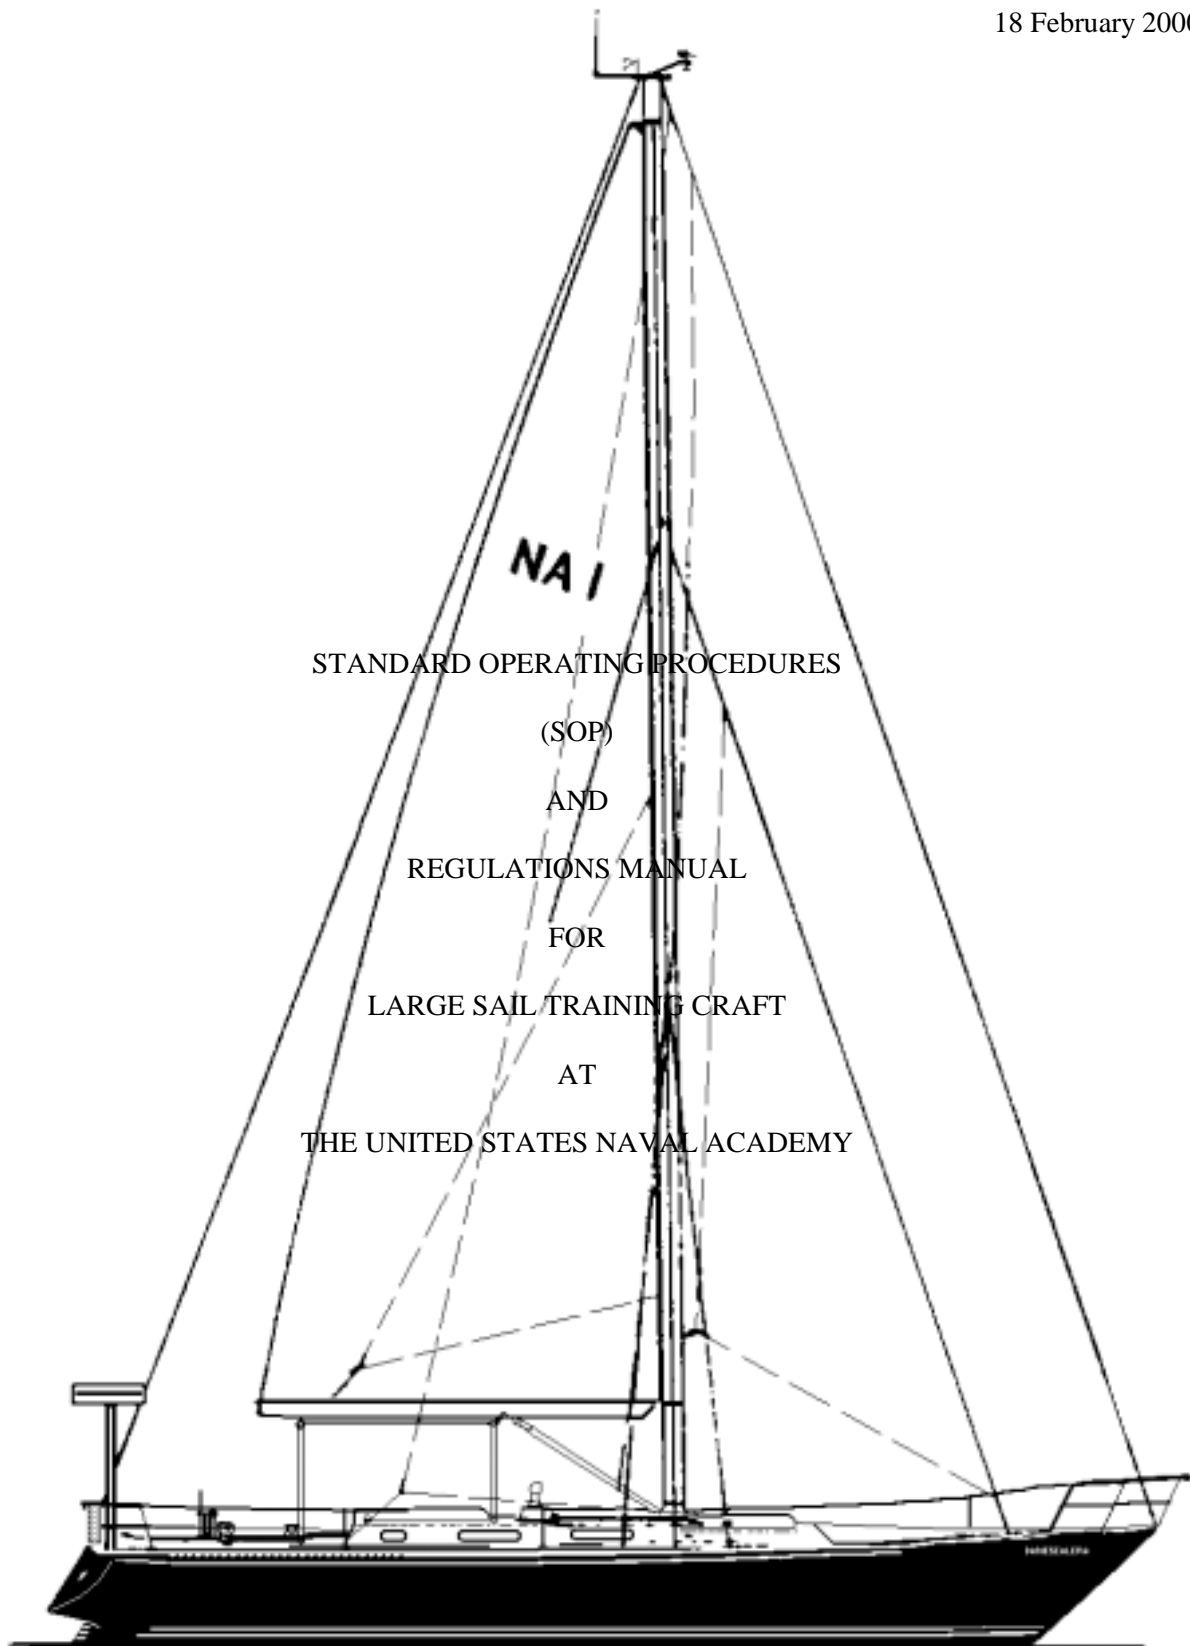 18 February 2000
NA 1
STANDARD OPERATING PROCEDURES
(SOP)
AND
REGULATIONS MANUAL
FOR
LARGE SAIL TRAINING CRAFT
AT
THE UNITED STATES NAVAL ACADEMY